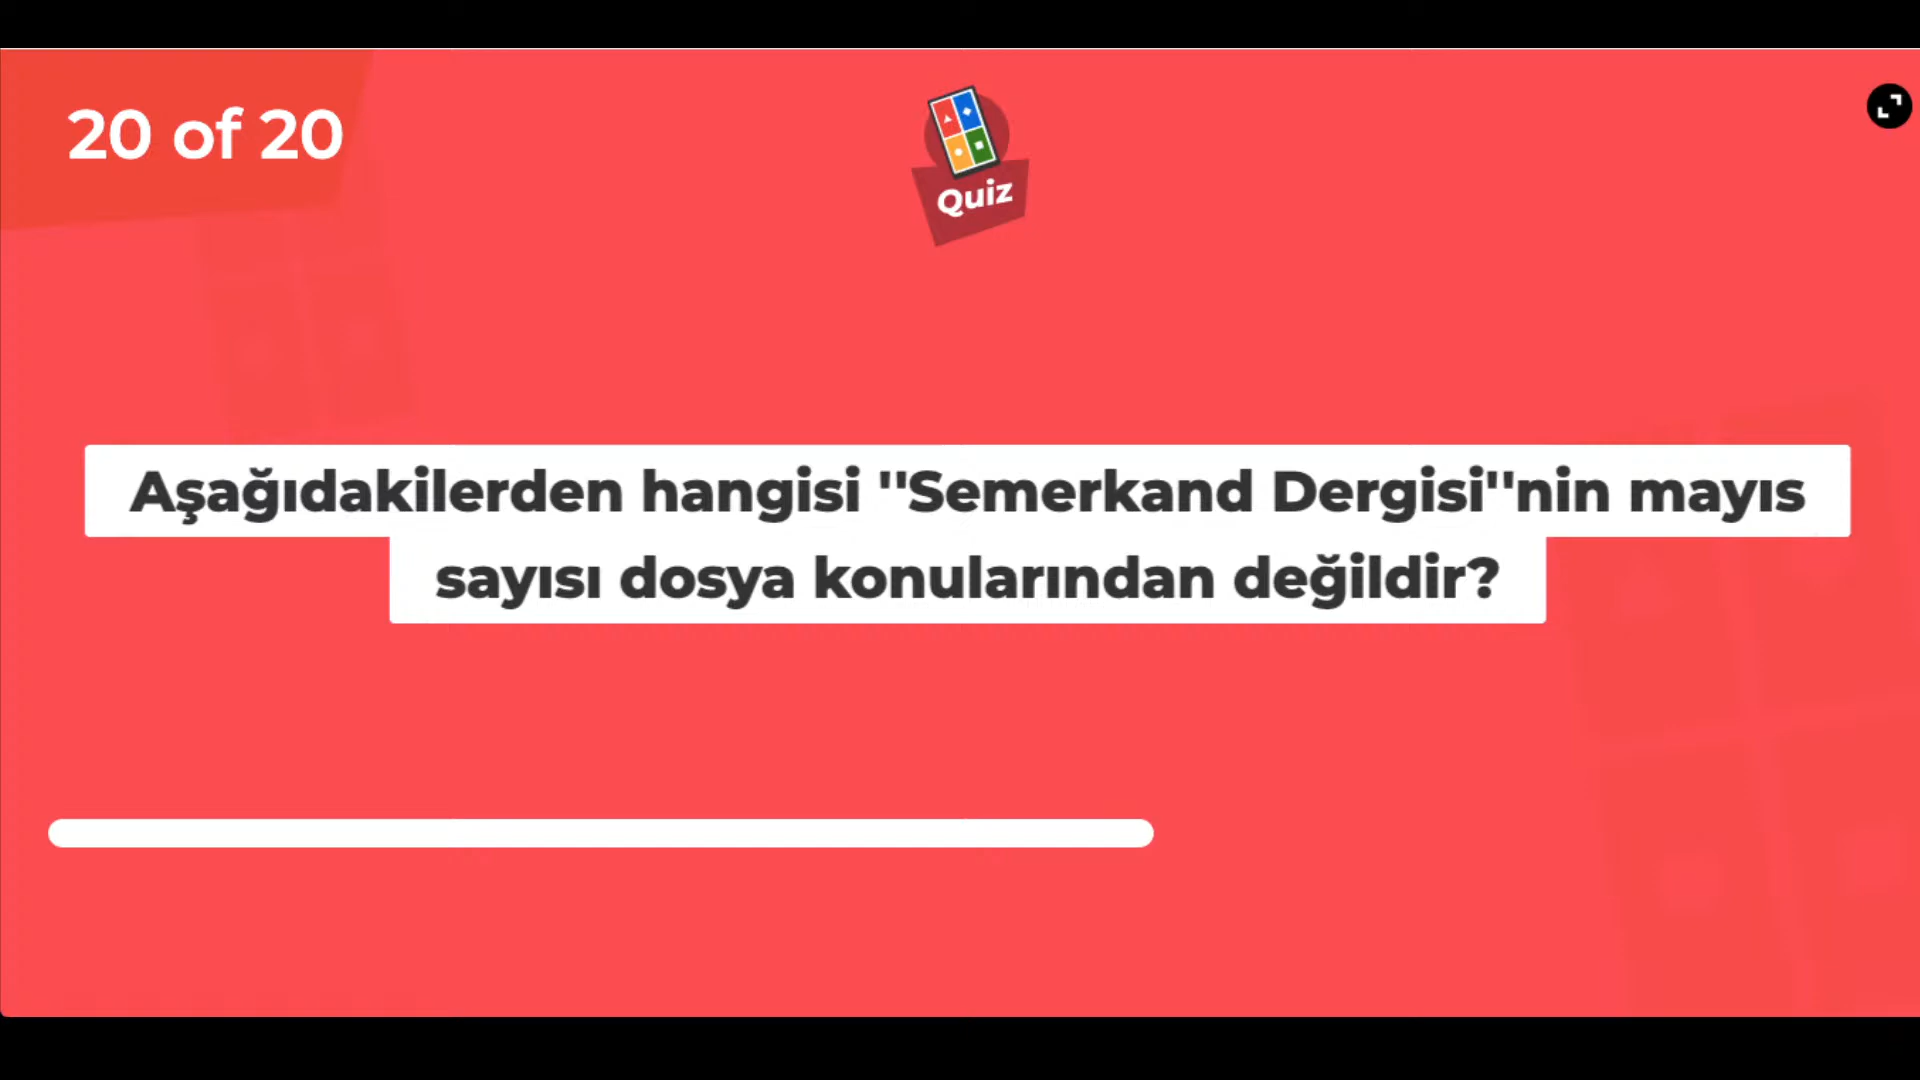 20 of 20
Quiz
Aşağıdakilerden hangisi ''Semerkand Dergisi''nin mayıs
sayısı dosya konularından değildir?